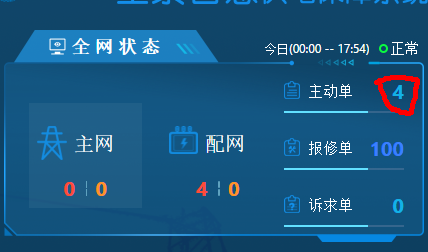 全网状态
今日(00:00 -- 17:54) 正常
主动单 4
主网 配网
报修单 100
0 0 4 0
诉求单 0